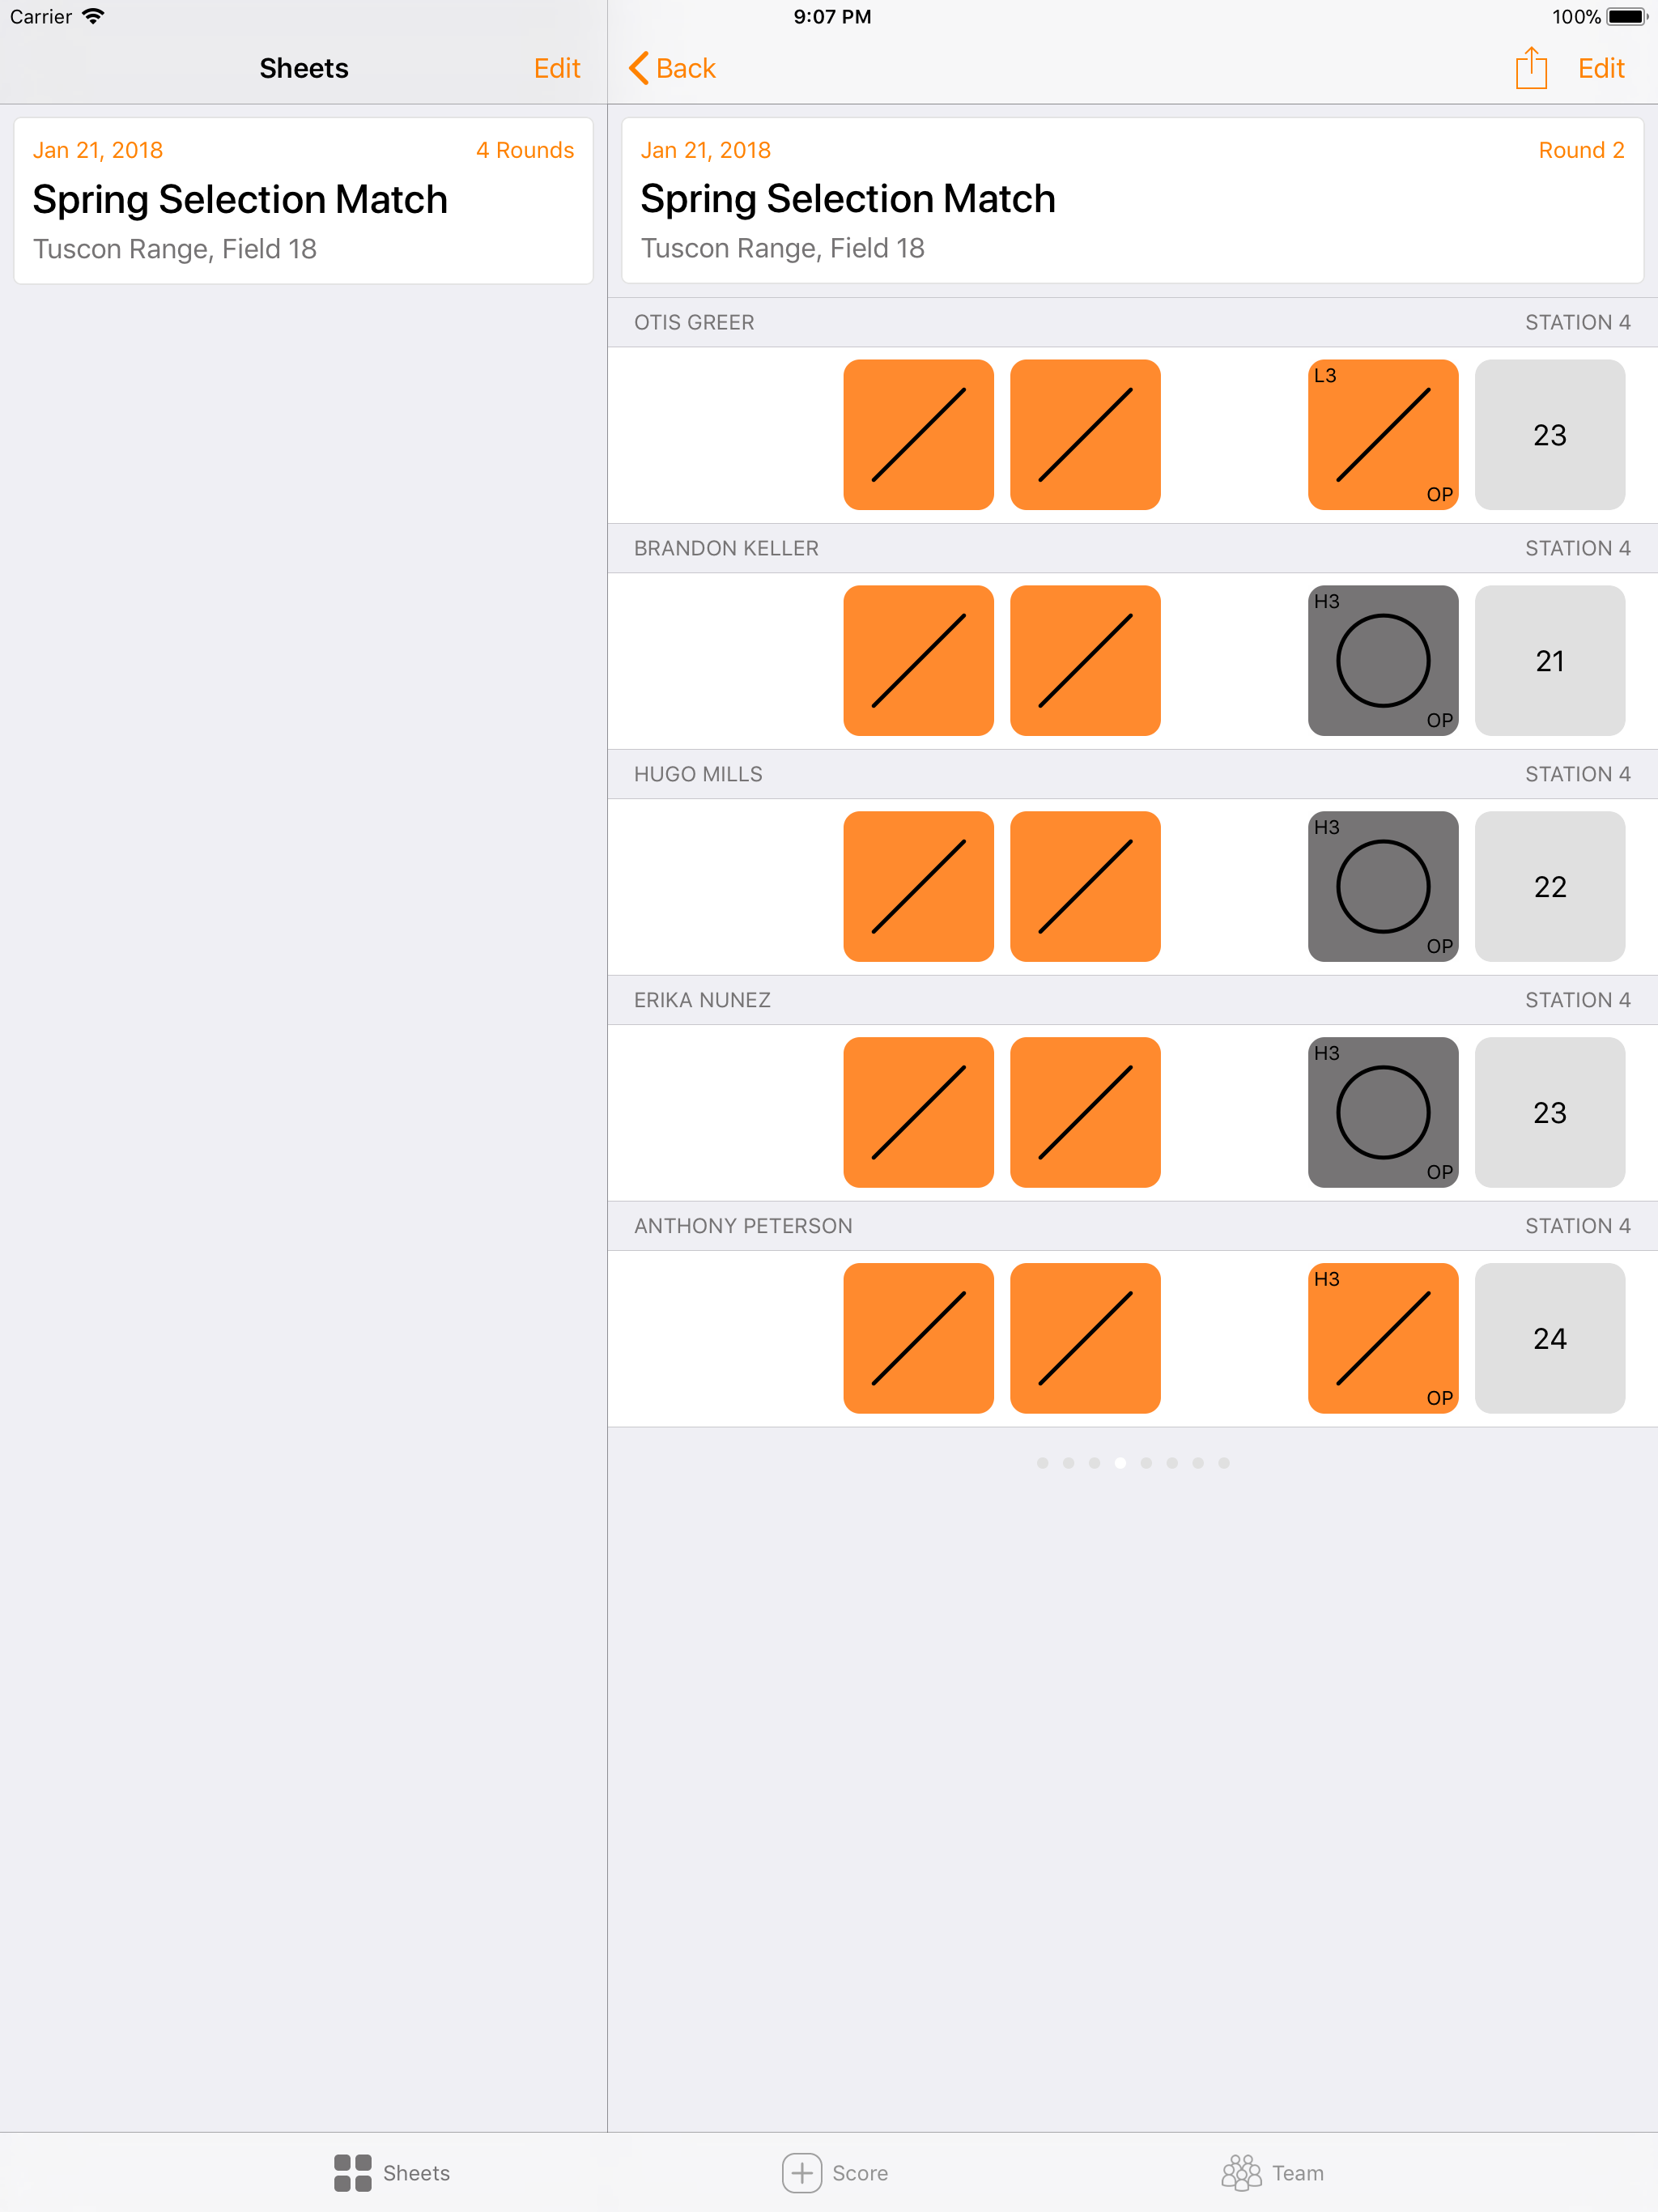 Carrier 9:07 PM 100%
Sheets Edit
Back Edit
Jan 21, 2018 4 Rounds
Spring Selection Match
Tuscon Range, Field 18
Jan 21, 2018 Round 2
Spring Selection Match
Tuscon Range, Field 18
OTIS GREER STATION 4
L3
OP
23
BRANDON KELLER STATION 4
H3
OP
21
HUGO MILLS STATION 4
H3
OP
22
ERIKA NUNEZ STATION 4
H3
OP
23
ANTHONY PETERSON STATION 4
H3
OP
24
Sheets Score Team